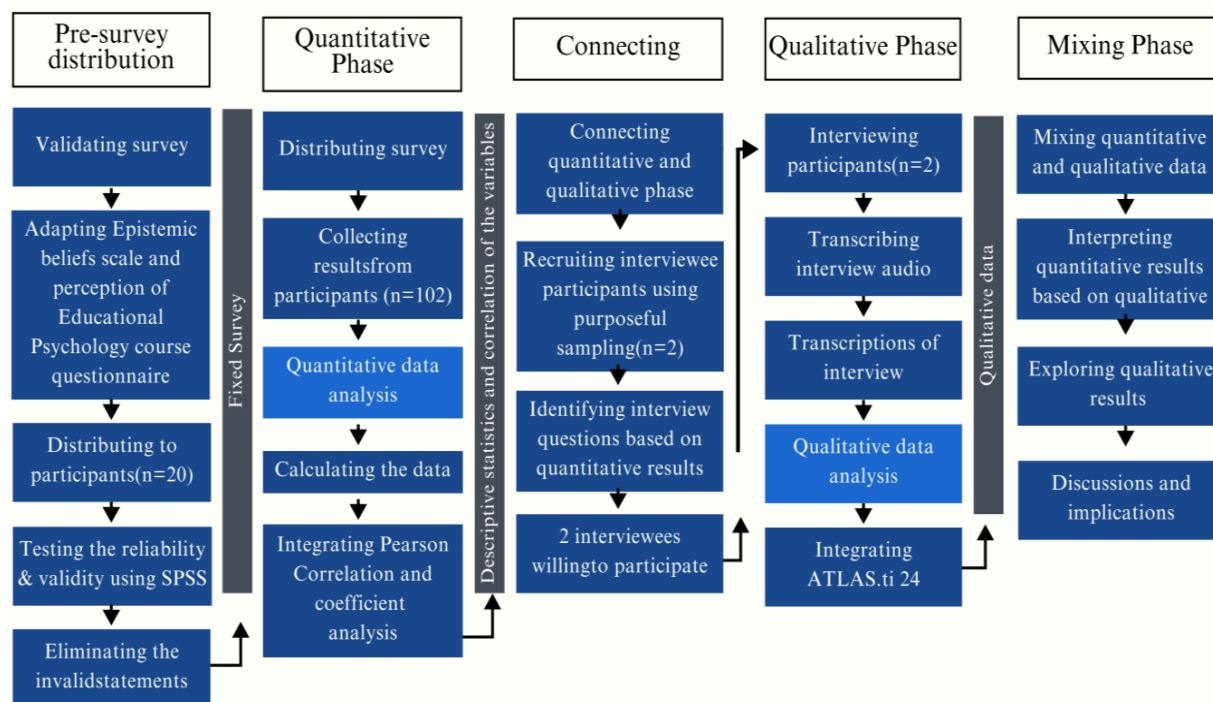 Pre-survey
distribution
Validating survey
Adapting Epistemic
beliefs scale and
perception of
Educational
Psychology course
questionnaire
Distributing to
participants(n=20)
Testing the reliability
& validity using SPSS
Eliminating the
invalidstatements
Fixed Survey
Quantitative
Phase
Distributing survey
Collecting
resultsfrom
participants (n=102)
Quantitative data
analysis
Calculating the data
Integrating Pearson
Correlation and
coefficient
analysis
Descriptive statistics and correlation of the variables
Connecting
Connecting
quantitative and
qualitative phase
Recruiting interviewee
participants using
purposeful
sampling(n=2)
Identifying interview
questions based on
quantitative results
2 interviewees
willingto participate
Qualitative Phase
Interviewing
participants(n=2)
Transcribing
interview audio
Transcriptions of
interview
Qualitative data
analysis
Integrating
ATLAS.ti 24
Qualitative data
Mixing Phase
Mixing quantitative
and qualitative data
Interpreting
quantitative results
based on qualitative
Exploring qualitative
results
Discussions and
implications